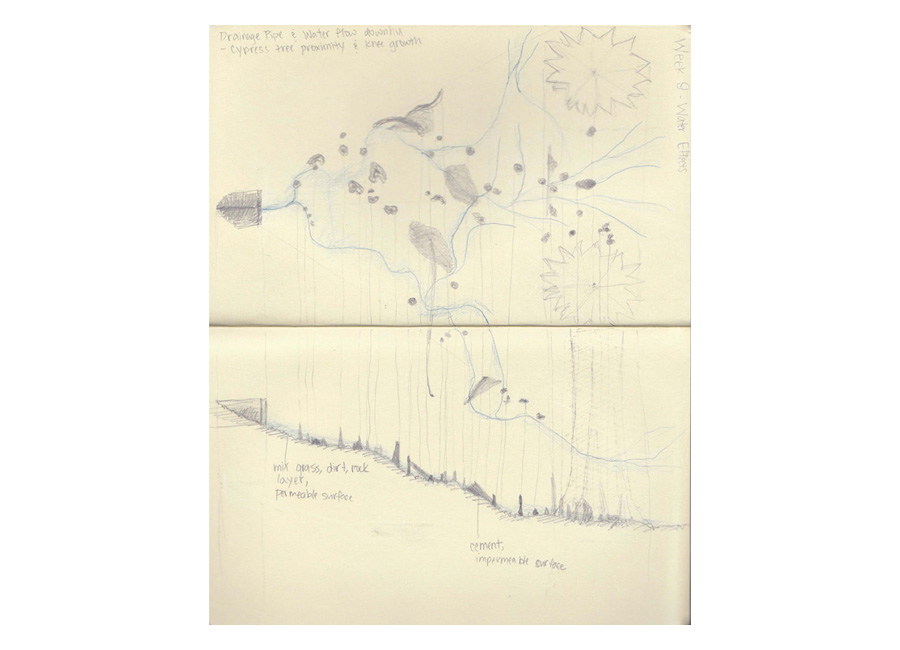 Drainage Pipe & Water flow downhill
- Cypress tree proximity & knee growth
Week 8 - Water Effects
mix grass, dirt, rock
layer,
permeable surface
cement,
impermeable surface